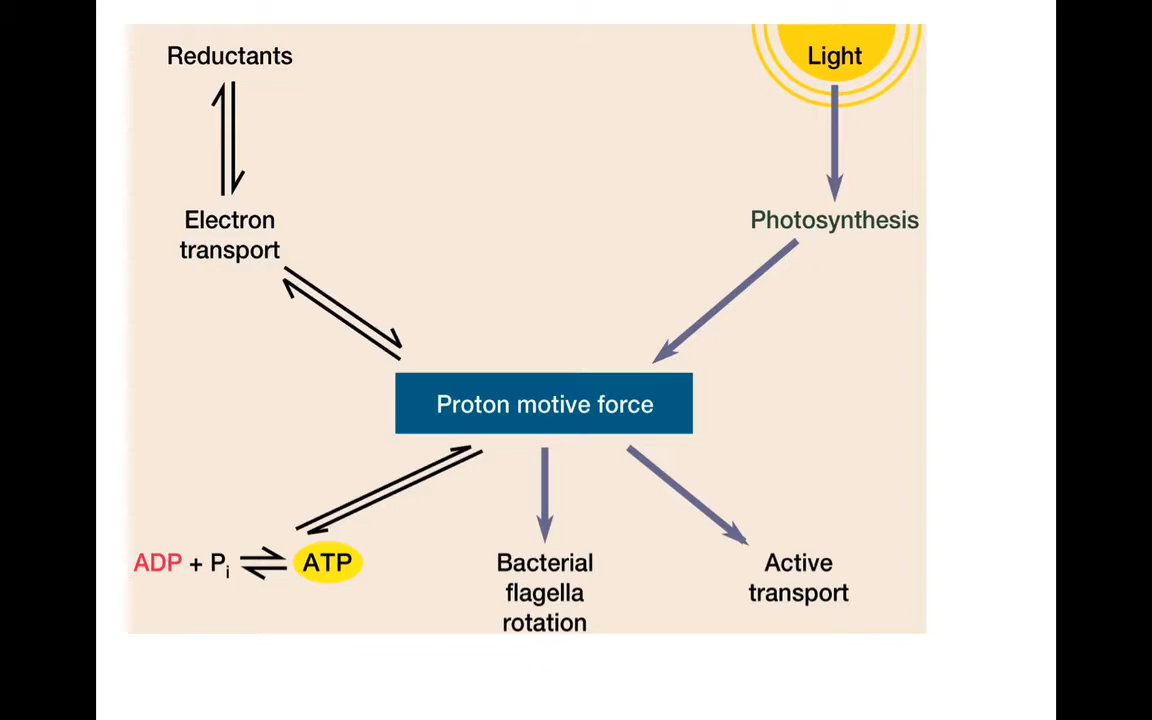 Reductants
Light
Electron
transport
Photosynthesis
Proton motive force
ADP + Pi
ATP
Bacterial
flagella
rotation
Active
transport